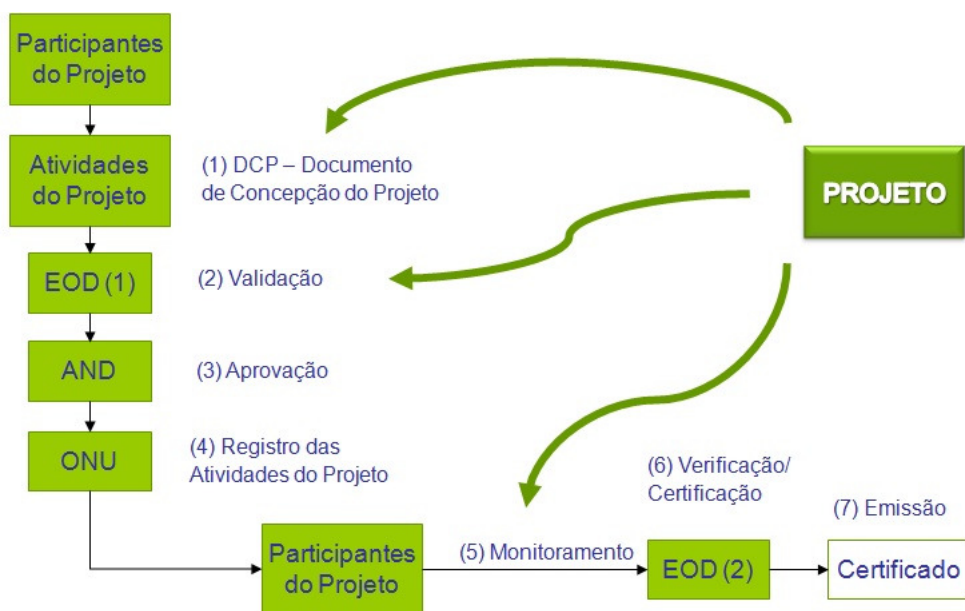 Participantes
do Projeto
Atividades
do Projeto
(1) DCP – Documento
de Concepção do Projeto
PROJETO
EOD (1)
(2) Validação
AND
(3) Aprovação
ONU
(4) Registro das
Atividades do Projeto
(6) Verificação/
Certificação
(7) Emissão
Participantes
do Projeto
(5) Monitoramento
EOD (2)
Certificado